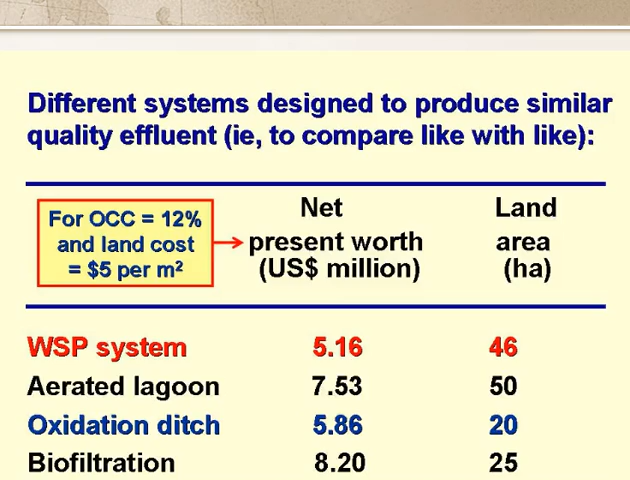 Different systems designed to produce similar
quality effluent (ie, to compare like with like):
For OCC = 12%
and land cost
= $5 per m²
Net Land
present worth area
(US$ million) (ha)
WSP system 5.16 46
Aerated lagoon 7.53 50
Oxidation ditch 5.86 20
Biofiltration 8.20 25